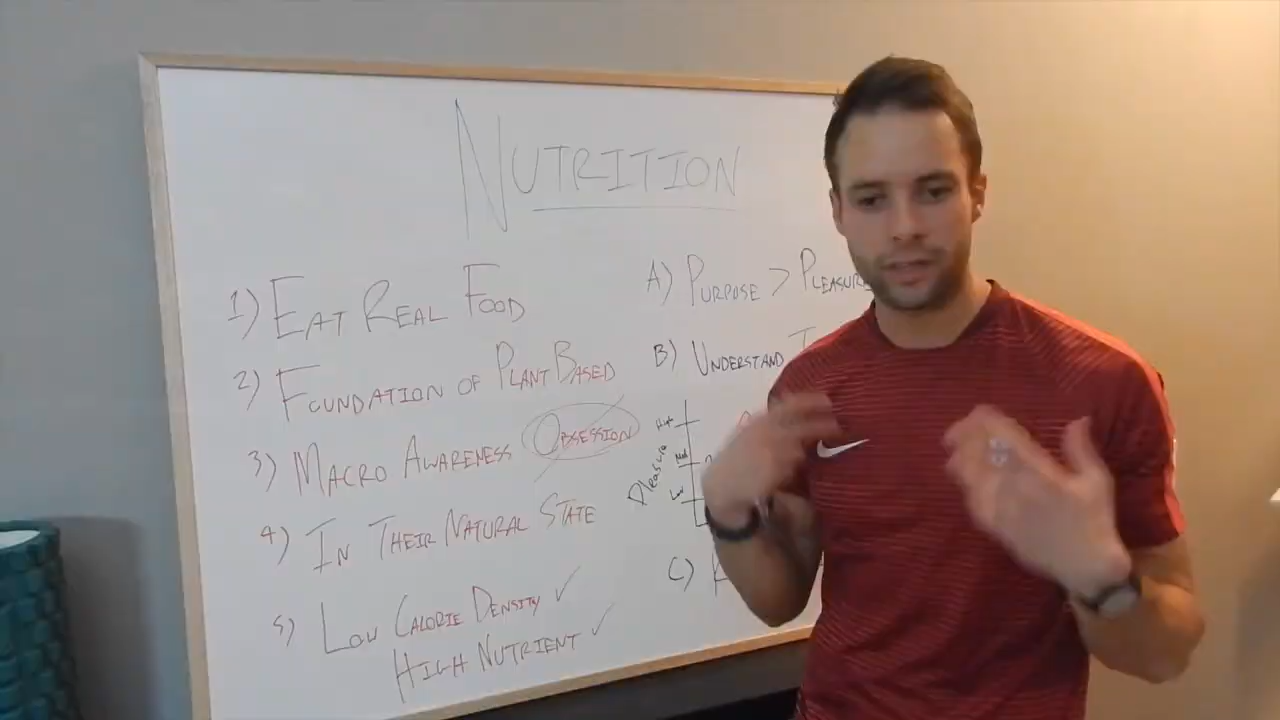 NUTRITION
1) EAT REAL FOOD
2) FOUNDATION OF PLANT BASED
3) MACRO AWARENESS OBSESSION
4) IN THEIR NATURAL STATE
5) LOW CALORIE DENSITY ✓
HIGH NUTRIENT ✓
A) PURPOSE > PLEASURE
B) UNDERSTAND
Pleasure
High
Med
Low
C)